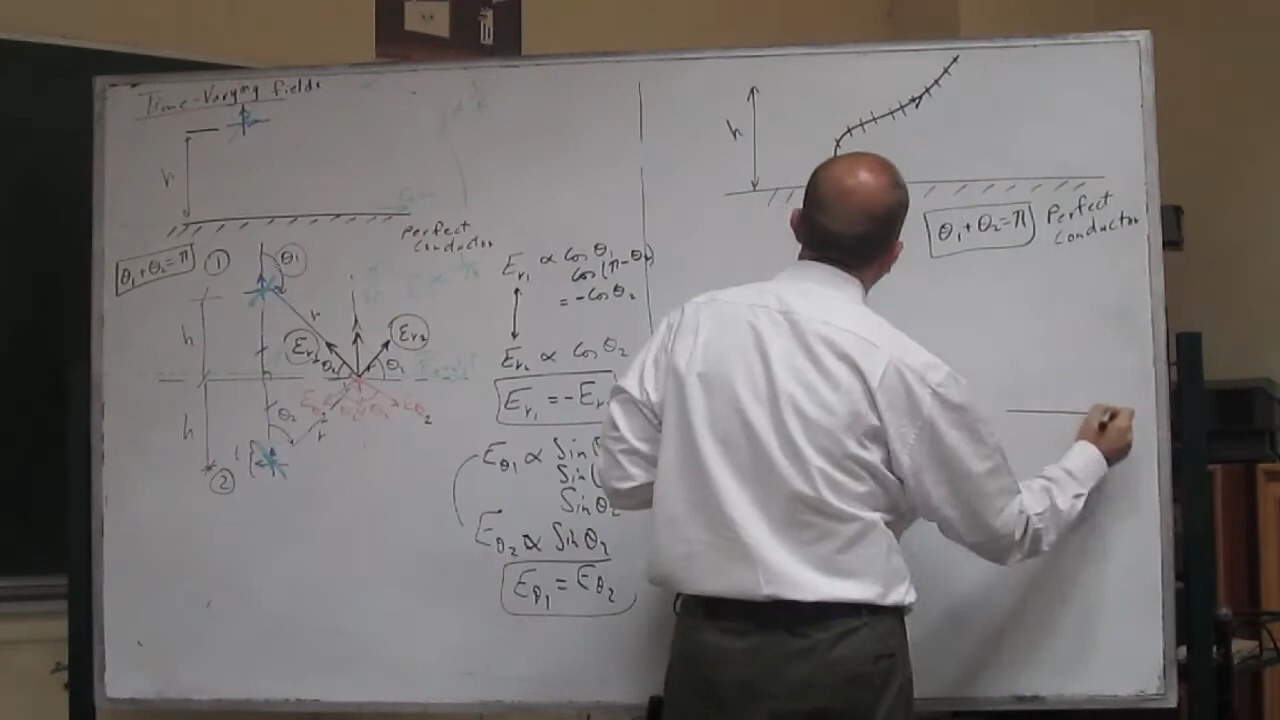 Time-Varying fields
h
Perfect
Conductor
θ₁+θ₂=π
①
θ₁
h
r
Er₂
θ₂
h
θ₂
r
Eθ₂
②
Er₁ ∝ Cos θ₁
Cos(π-θ₂)
= -Cos θ₂
Er₂ ∝ Cos θ₂
Er₁ = -Er
Eθ₁ ∝ Sin
Sin(
Sin θ₂
Eθ₂ ∝ Sin θ₂
Eθ₁ = Eθ₂
h
θ₁+θ₂=π
Perfect
Conductor